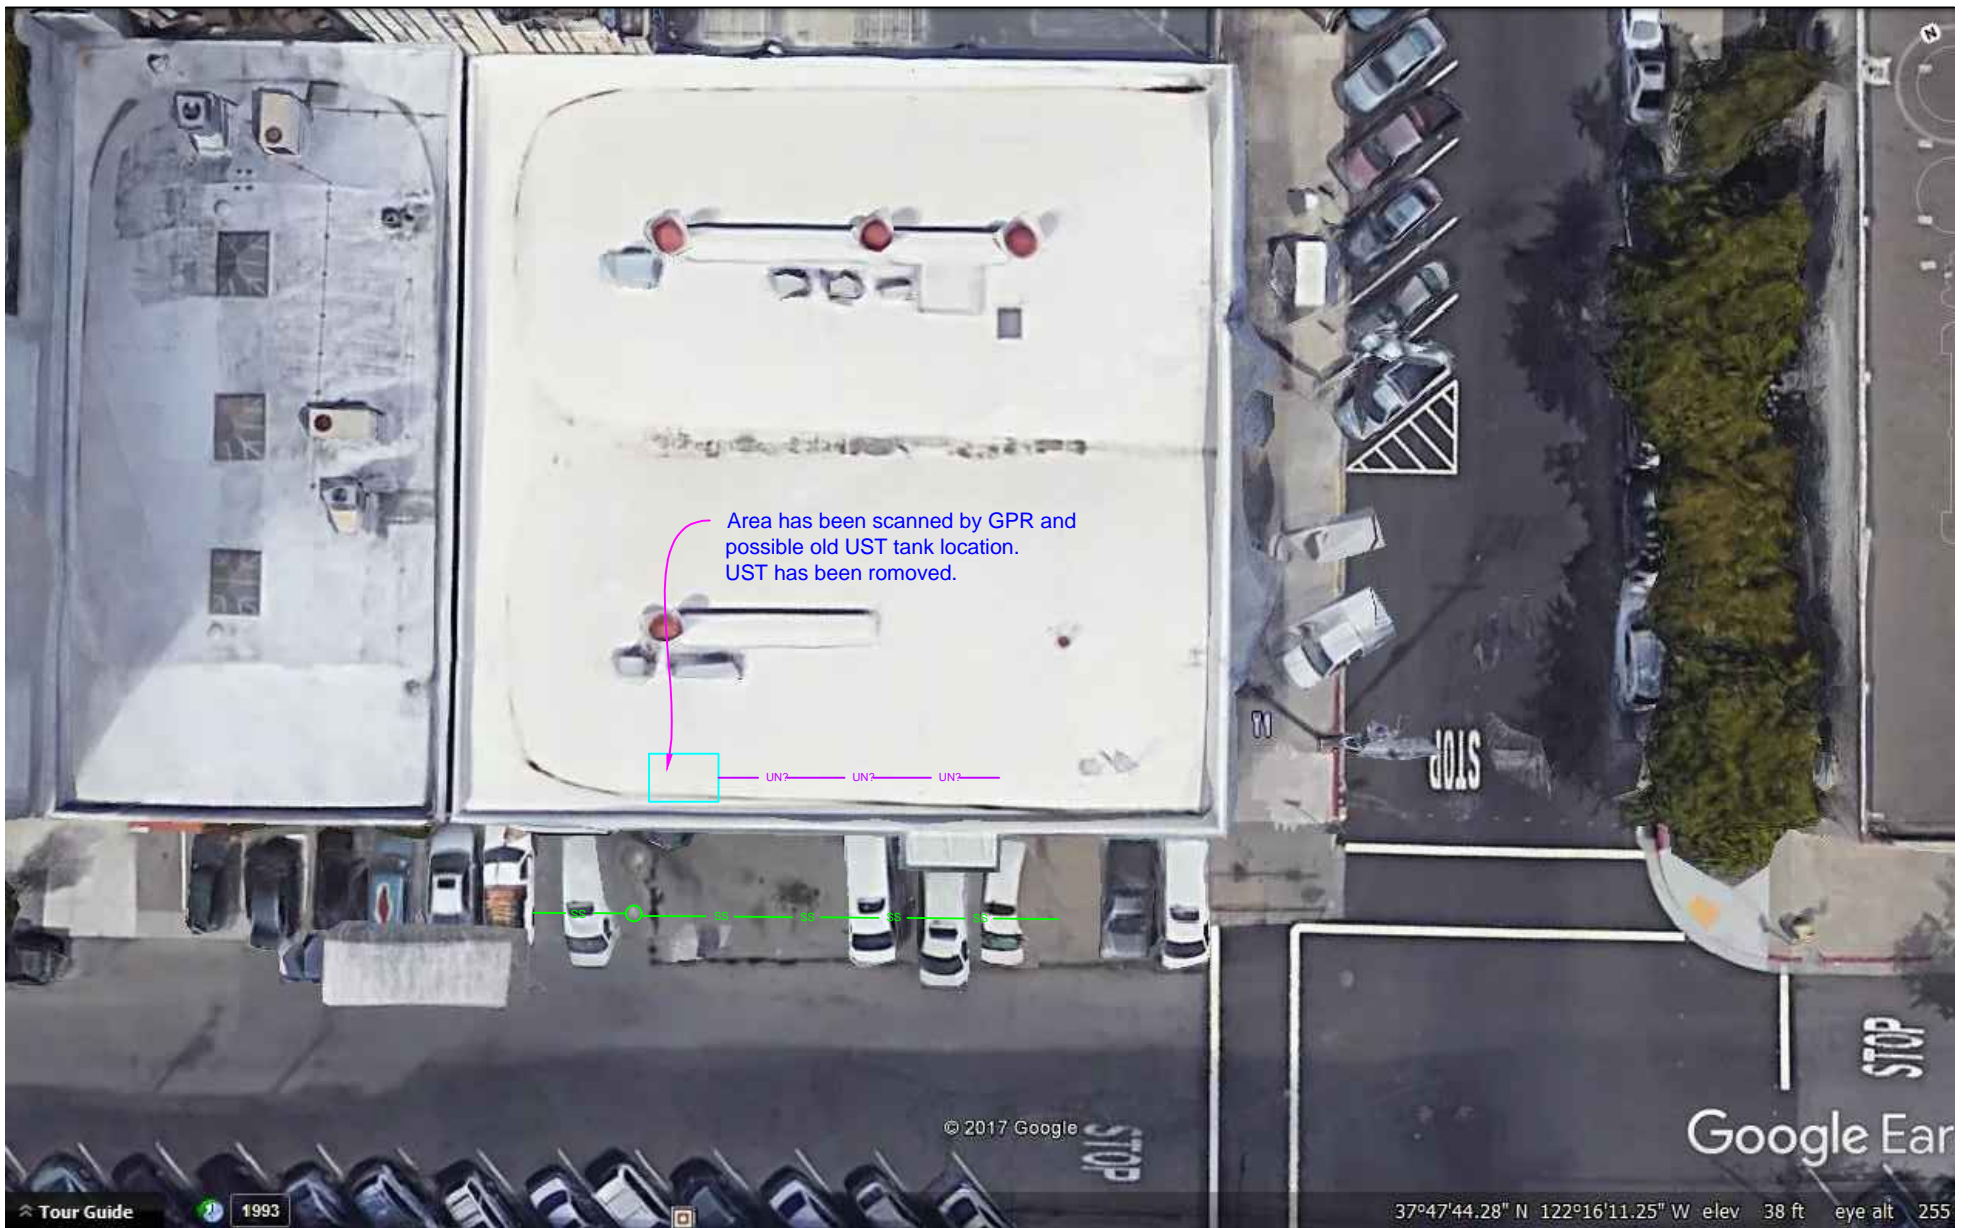 N
Area has been scanned by GPR and
possible old UST tank location.
UST has been romoved.
UN? UN? UN?
STOP
SS SS SS SS SS
STOP
© 2017 Google
STOP
Google Ear
Tour Guide
1993
37°47'44.28" N 122°16'11.25" W elev 38 ft eye alt 255